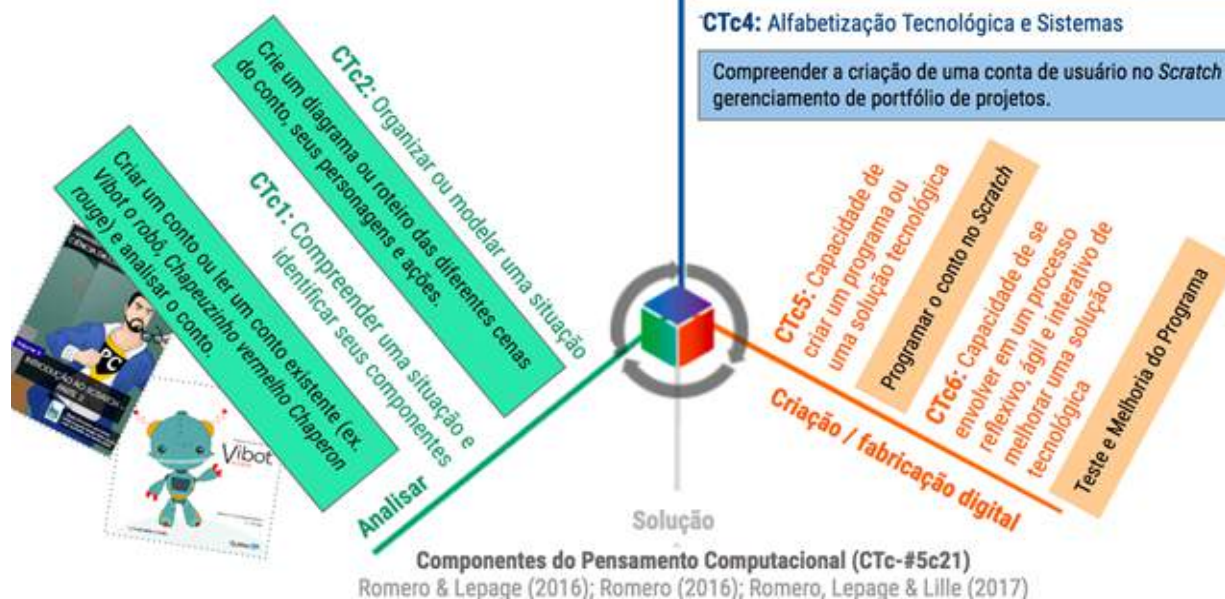 CTc4: Alfabetização Tecnológica e Sistemas
Compreender a criação de uma conta de usuário no Scratch
gerenciamento de portfólio de projetos.
CTc2: Organizar ou modelar uma situação
Crie um diagrama ou roteiro das diferentes cenas
do conto, seus personagens e ações.
CTc1: Compreender uma situação e
identificar seus componentes
Criar um conto ou ler um conto existente (ex.
Vibot o robô, Chapeuzinho vermelho Chaperon
rouge) e analisar o conto.
Analisar
PC
INTRODUÇÃO AO SCRATCH
PARTE 2
Vibot
CTc5: Capacidade de
criar um programa ou
uma solução tecnológica
Programar o conto no Scratch
CTc6: Capacidade de se
envolver em um processo
reflexivo, ágil e interativo de
melhorar uma solução
tecnológica
Teste e Melhoria do Programa
Criação / fabricação digital
Solução
Componentes do Pensamento Computacional (CTc-#5c21)
Romero & Lepage (2016); Romero (2016); Romero, Lepage & Lille (2017)